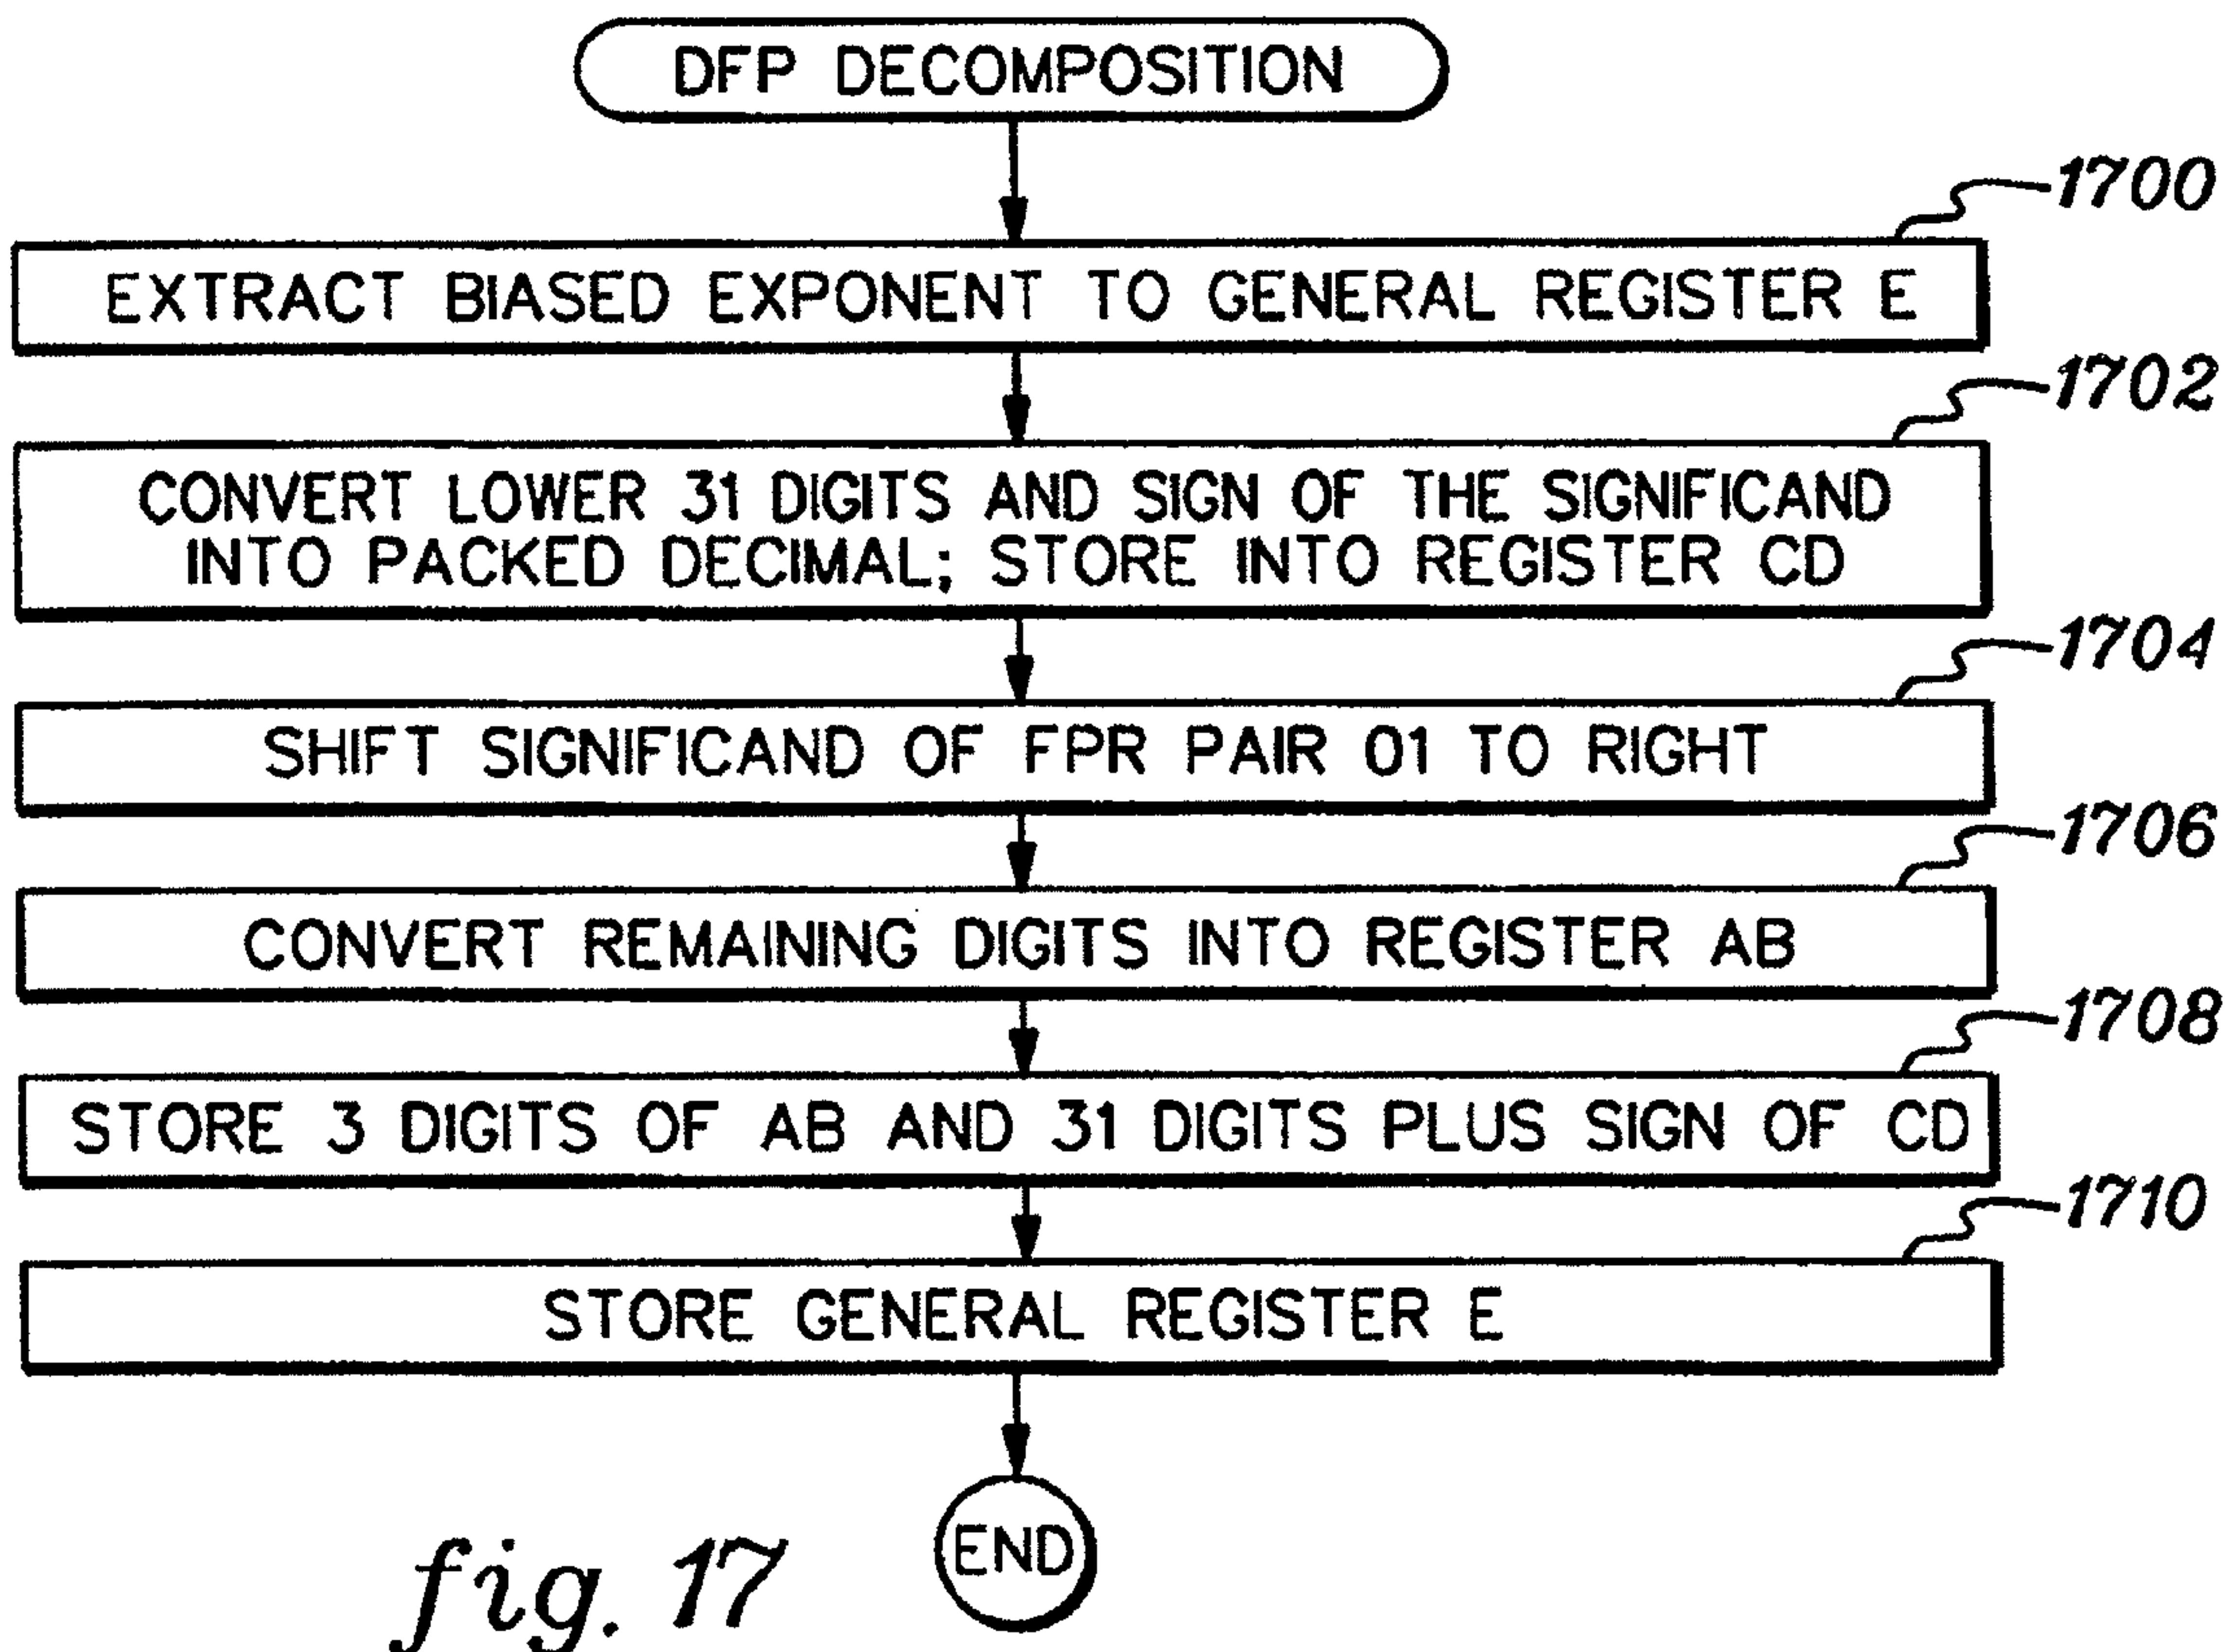 DFP DECOMPOSITION
1700
EXTRACT BIASED EXPONENT TO GENERAL REGISTER E
1702
CONVERT LOWER 31 DIGITS AND SIGN OF THE SIGNIFICAND
INTO PACKED DECIMAL; STORE INTO REGISTER CD
1704
SHIFT SIGNIFICAND OF FPR PAIR 01 TO RIGHT
1706
CONVERT REMAINING DIGITS INTO REGISTER AB
1708
STORE 3 DIGITS OF AB AND 31 DIGITS PLUS SIGN OF CD
1710
STORE GENERAL REGISTER E
END
fig. 17